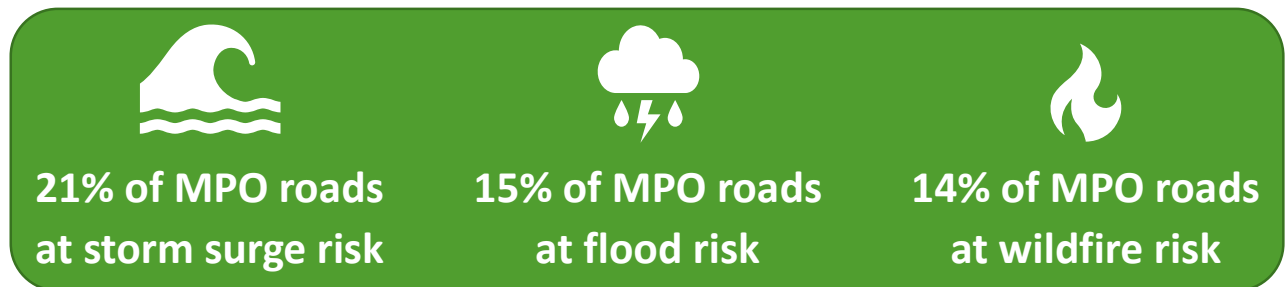 21% of MPO roads
at storm surge risk
15% of MPO roads
at flood risk
14% of MPO roads
at wildfire risk